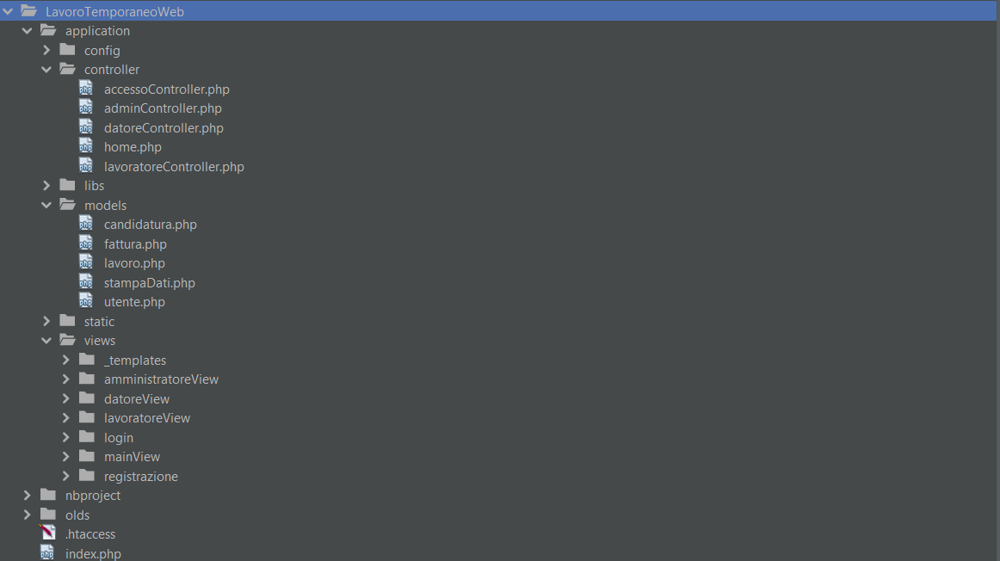 LavoroTemporaneoWeb
application
config
controller
accessoController.php
adminController.php
datoreController.php
home.php
lavoratoreController.php
libs
models
candidatura.php
fattura.php
lavoro.php
stampaDati.php
utente.php
static
views
_templates
amministratoreView
datoreView
lavoratoreView
login
mainView
registrazione
nbproject
olds
.htaccess
index.php